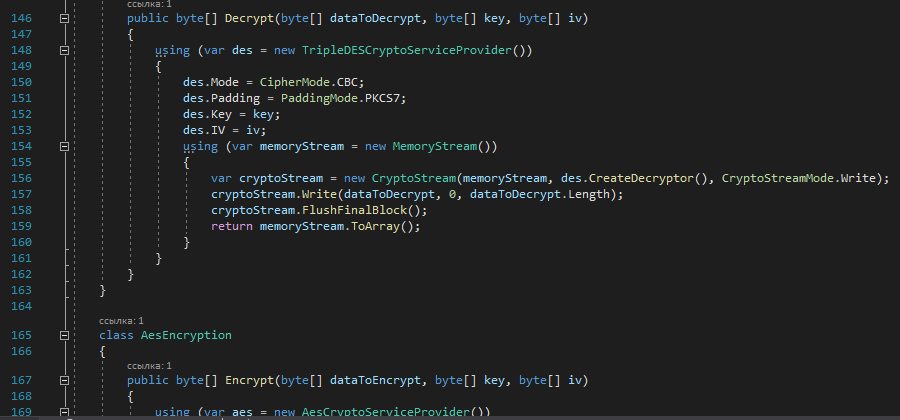 ссылка: 1
146 public byte[] Decrypt(byte[] dataToDecrypt, byte[] key, byte[] iv)
147 {
148 using (var des = new TripleDESCryptoServiceProvider())
149 {
150 des.Mode = CipherMode.CBC;
151 des.Padding = PaddingMode.PKCS7;
152 des.Key = key;
153 des.IV = iv;
154 using (var memoryStream = new MemoryStream())
155 {
156 var cryptoStream = new CryptoStream(memoryStream, des.CreateDecryptor(), CryptoStreamMode.Write);
157 cryptoStream.Write(dataToDecrypt, 0, dataToDecrypt.Length);
158 cryptoStream.FlushFinalBlock();
159 return memoryStream.ToArray();
160 }
161 }
162 }
163 }
164
ссылка: 1
165 class AesEncryption
166 {
ссылка: 1
167 public byte[] Encrypt(byte[] dataToEncrypt, byte[] key, byte[] iv)
168 {
169 using (var aes = new AesCryptoServiceProvider())